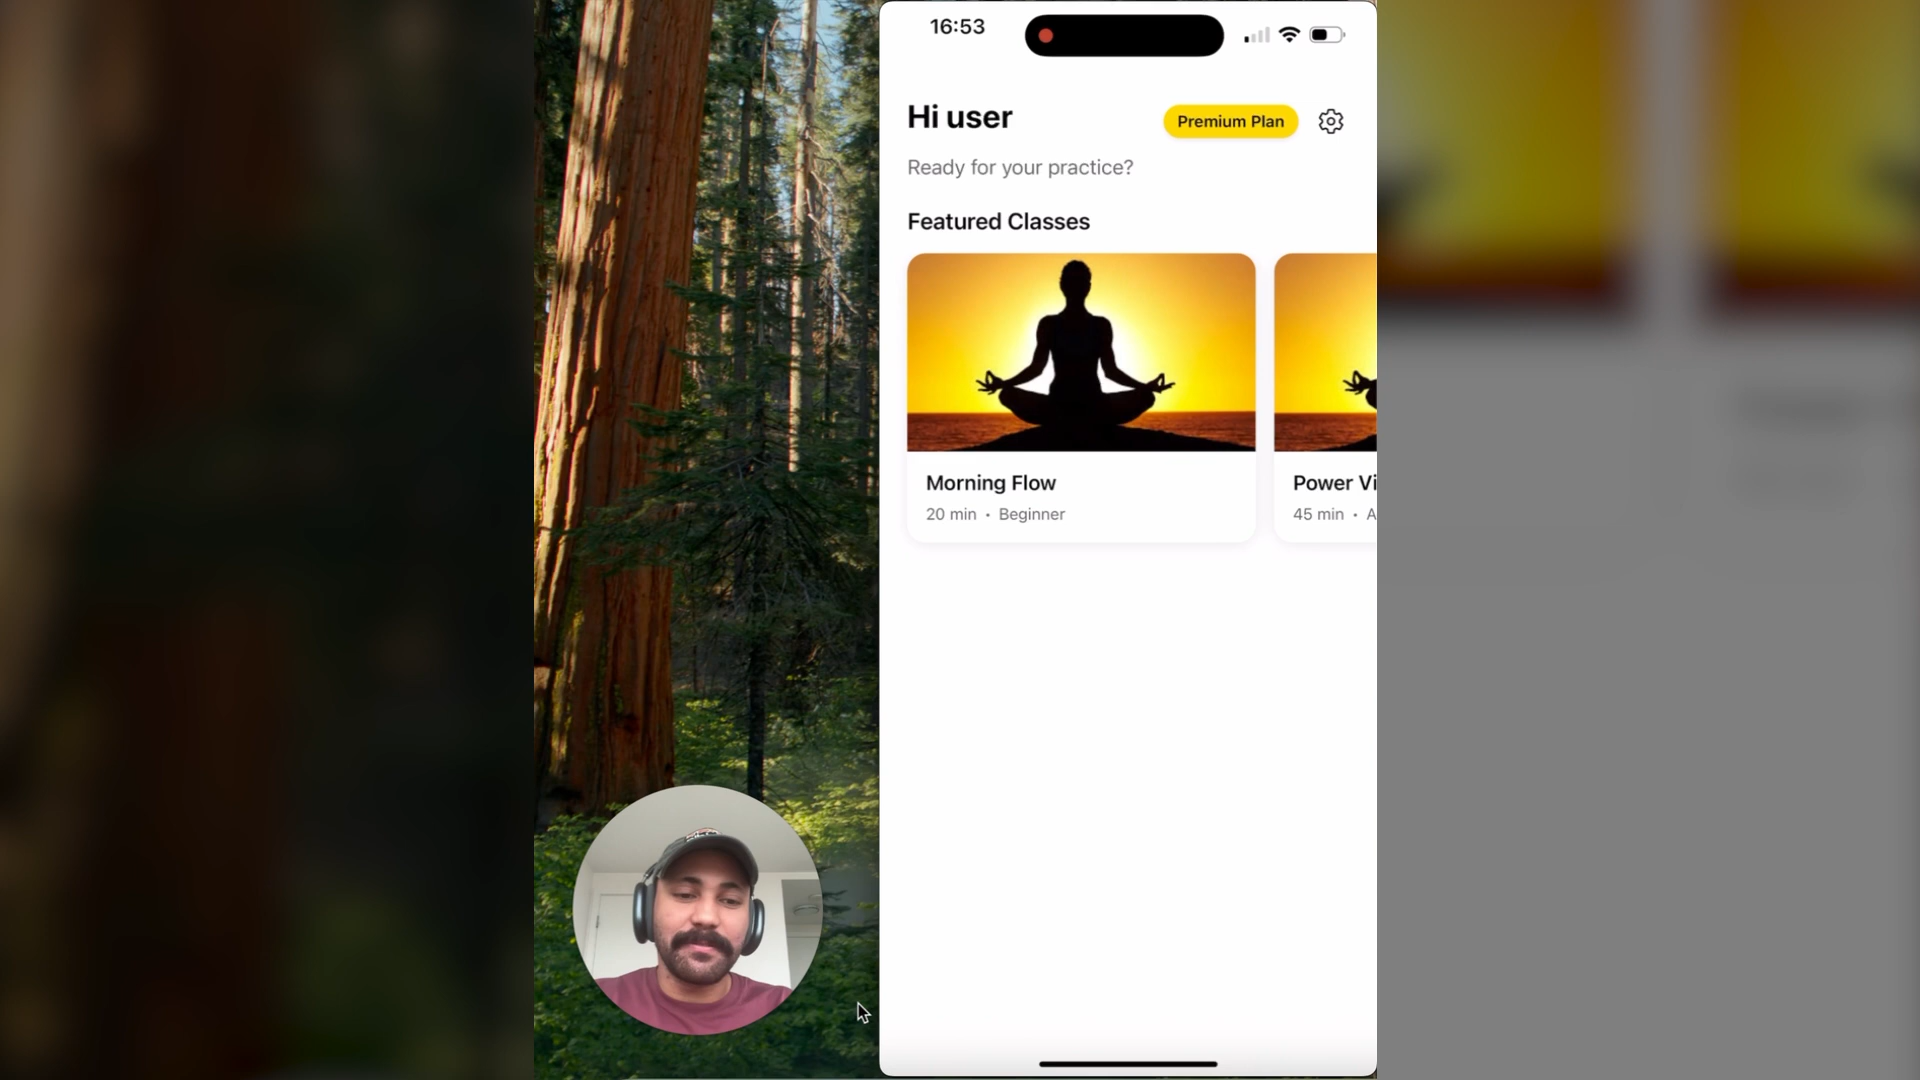 16:53
Hi user
Premium Plan
Ready for your practice?
Featured Classes
Morning Flow
20 min • Beginner
Power Vi
45 min • A